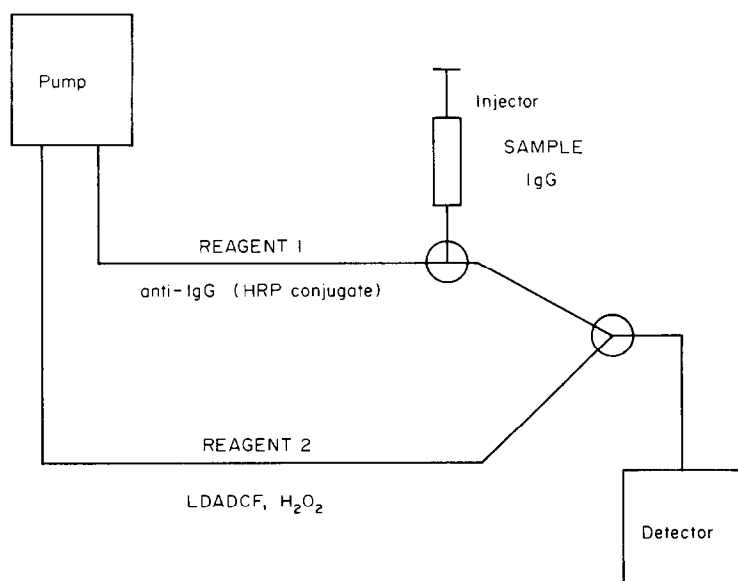 Pump
Injector
SAMPLE
IgG
REAGENT 1
anti-IgG (HRP conjugate)
REAGENT 2
LDADCF, H₂O₂
Detector